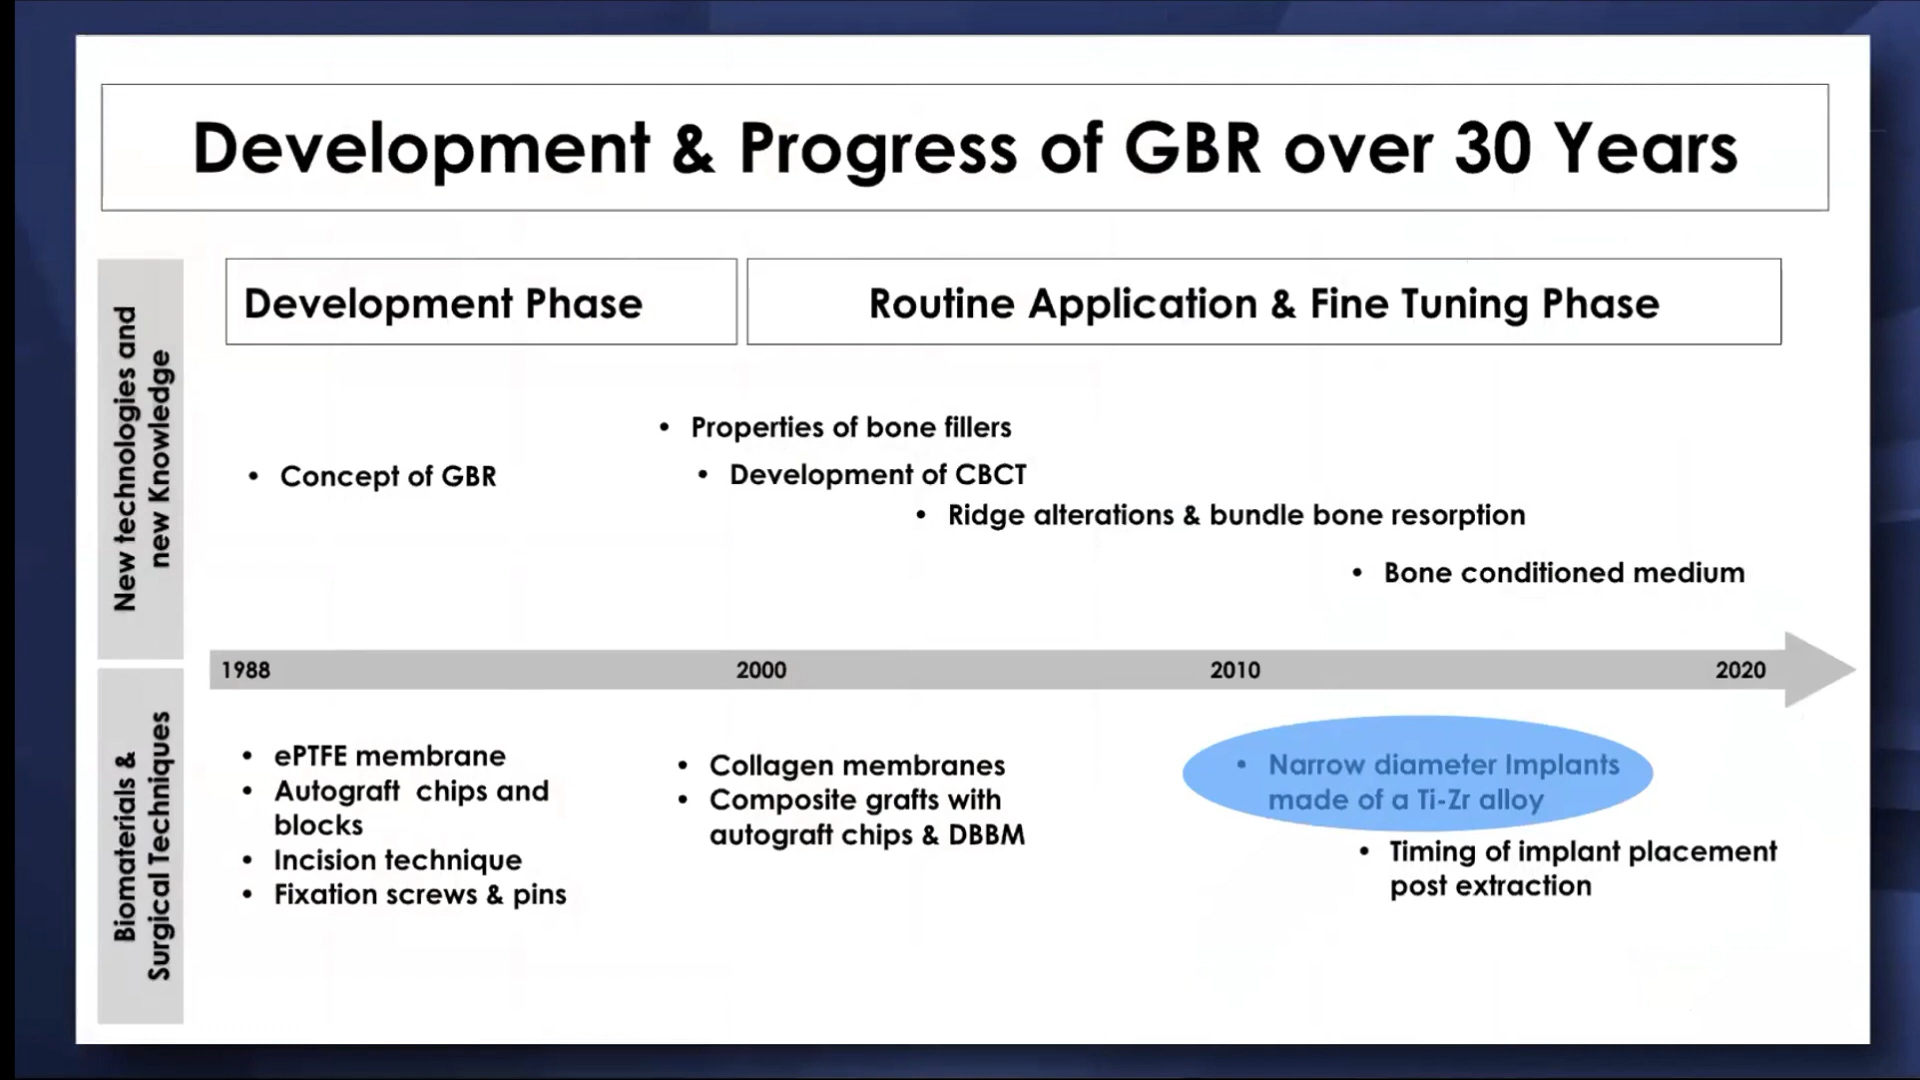 Development & Progress of GBR over 30 Years
Development Phase
Routine Application & Fine Tuning Phase
New technologies and
new Knowledge
• Properties of bone fillers
• Concept of GBR
• Development of CBCT
• Ridge alterations & bundle bone resorption
• Bone conditioned medium
1988
2000
2010
2020
Biomaterials &
Surgical Techniques
• ePTFE membrane
• Autograft chips and
blocks
• Incision technique
• Fixation screws & pins
• Collagen membranes
• Composite grafts with
autograft chips & DBBM
• Narrow diameter Implants
made of a Ti-Zr alloy
• Timing of implant placement
post extraction